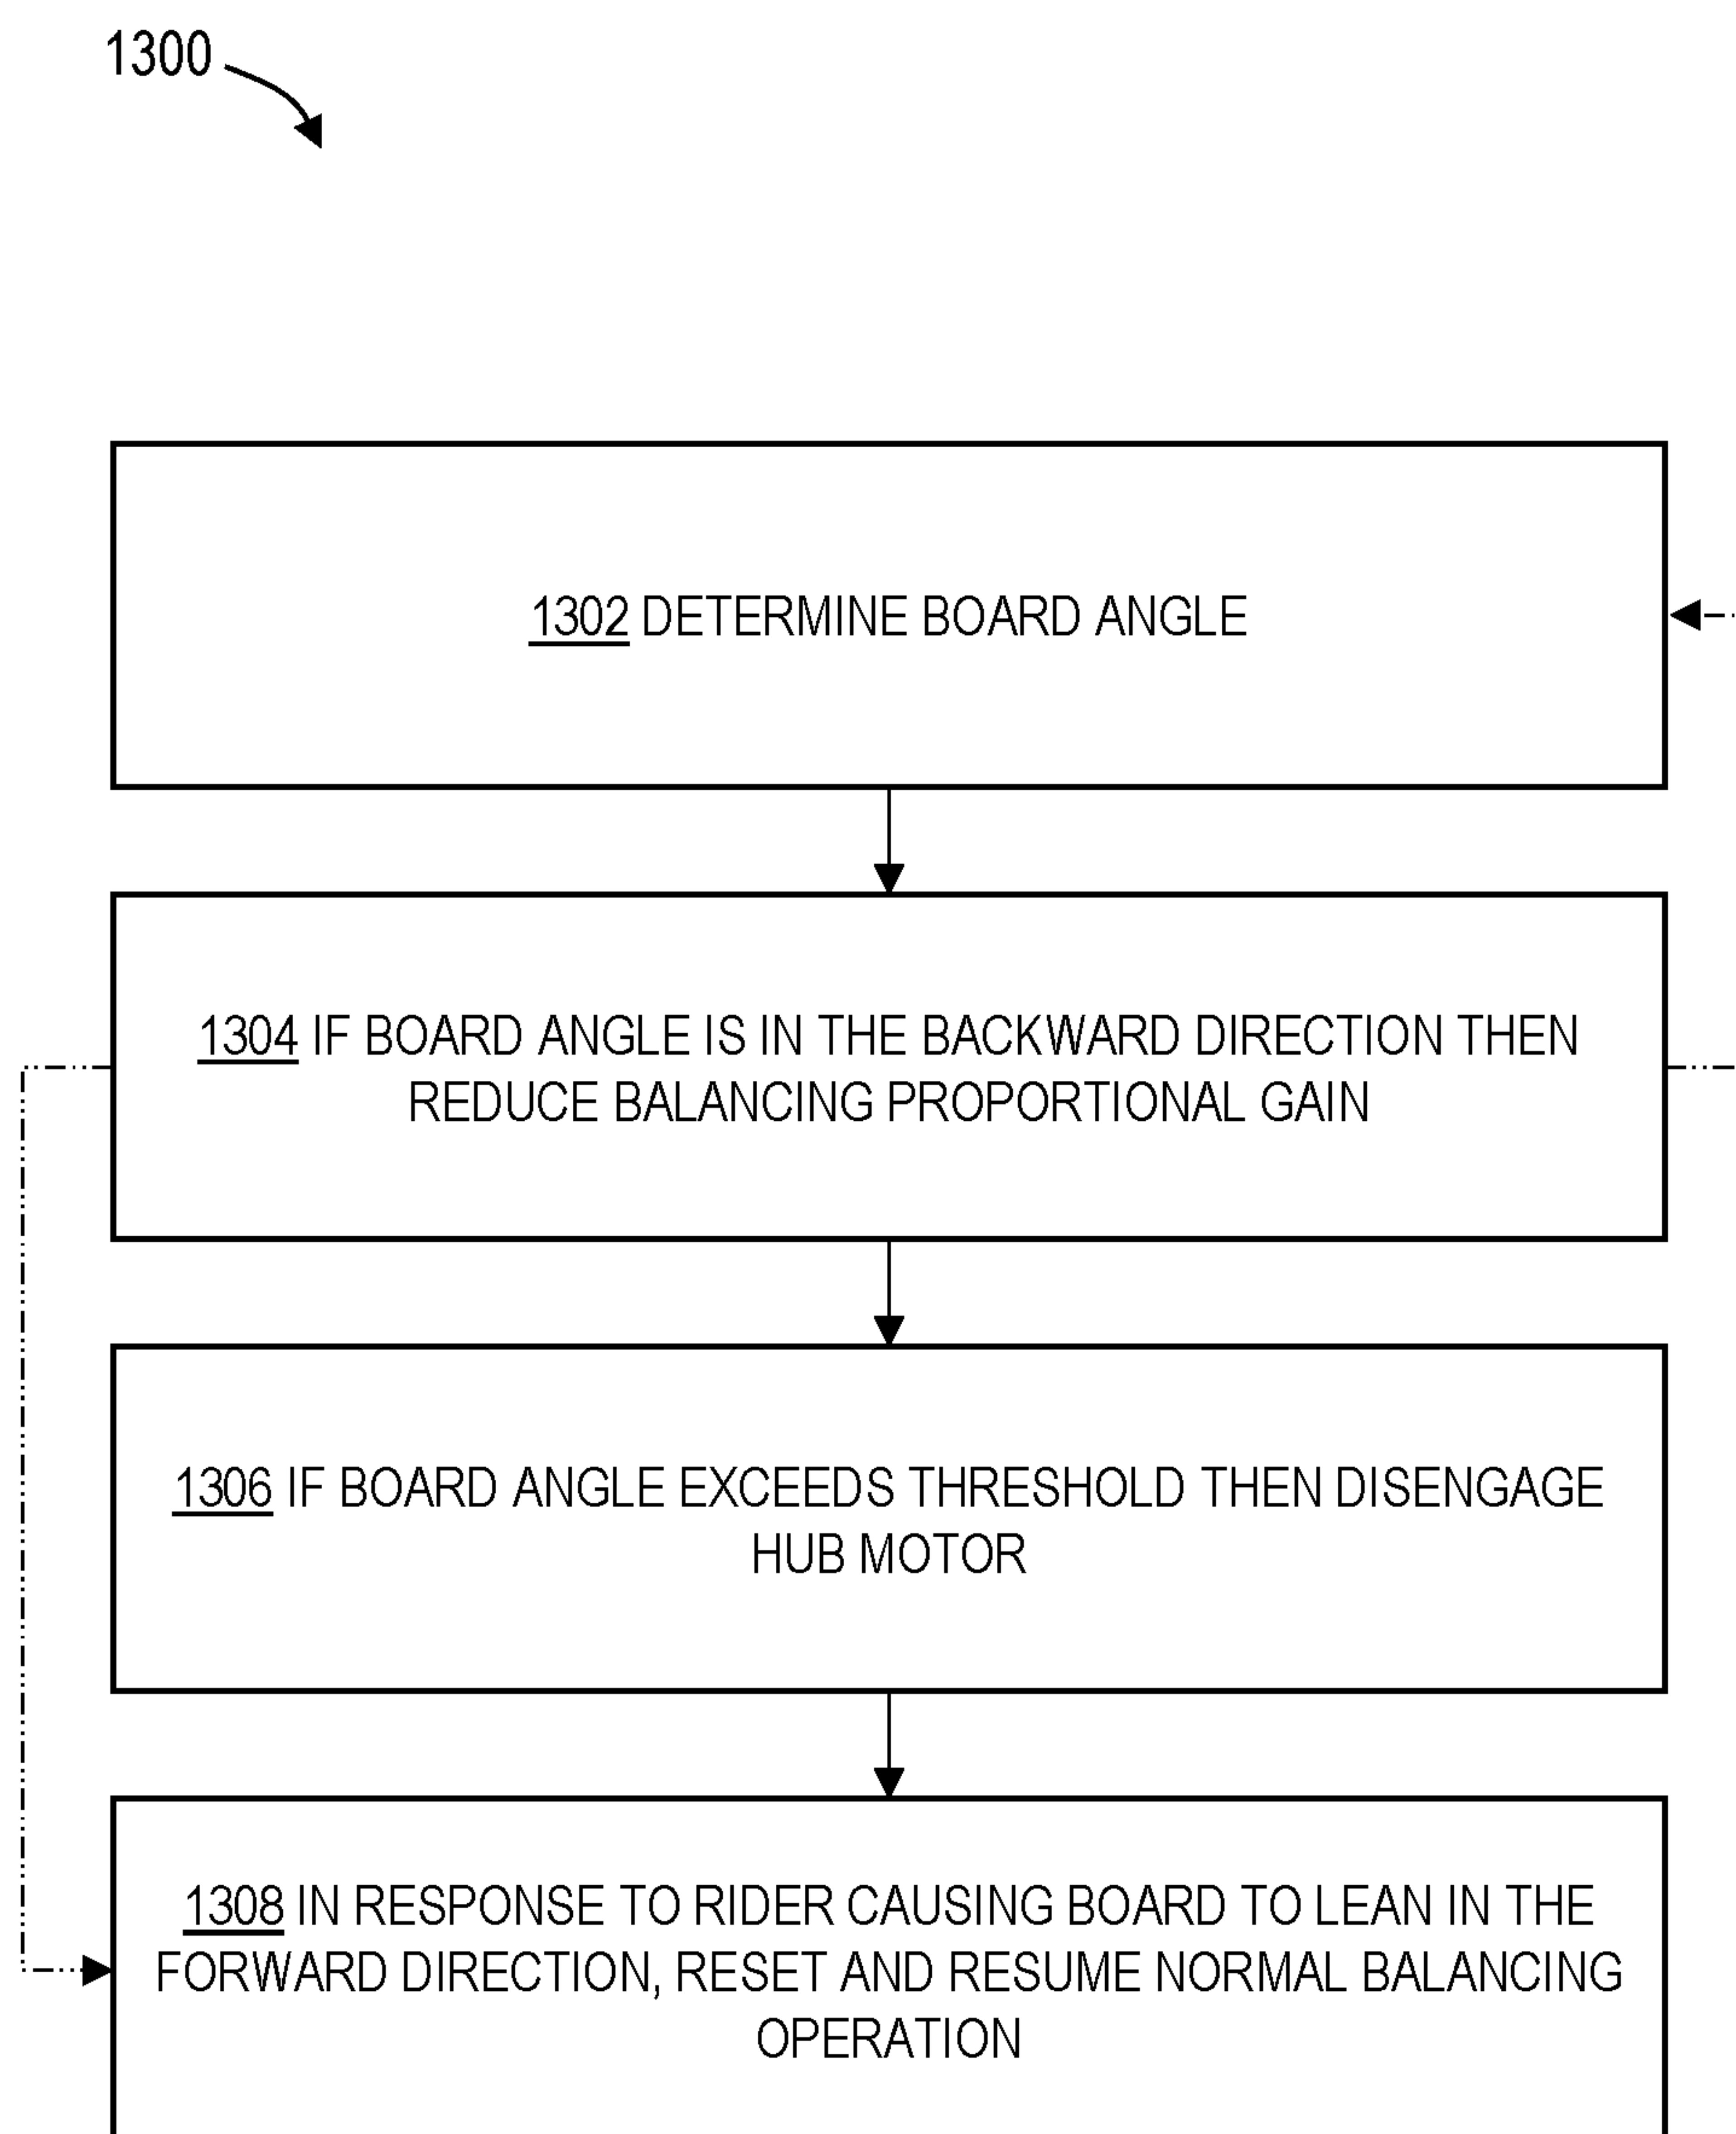 1300
1302 DETERMINE BOARD ANGLE
1304 IF BOARD ANGLE IS IN THE BACKWARD DIRECTION THEN
REDUCE BALANCING PROPORTIONAL GAIN
1306 IF BOARD ANGLE EXCEEDS THRESHOLD THEN DISENGAGE
HUB MOTOR
1308 IN RESPONSE TO RIDER CAUSING BOARD TO LEAN IN THE
FORWARD DIRECTION, RESET AND RESUME NORMAL BALANCING
OPERATION